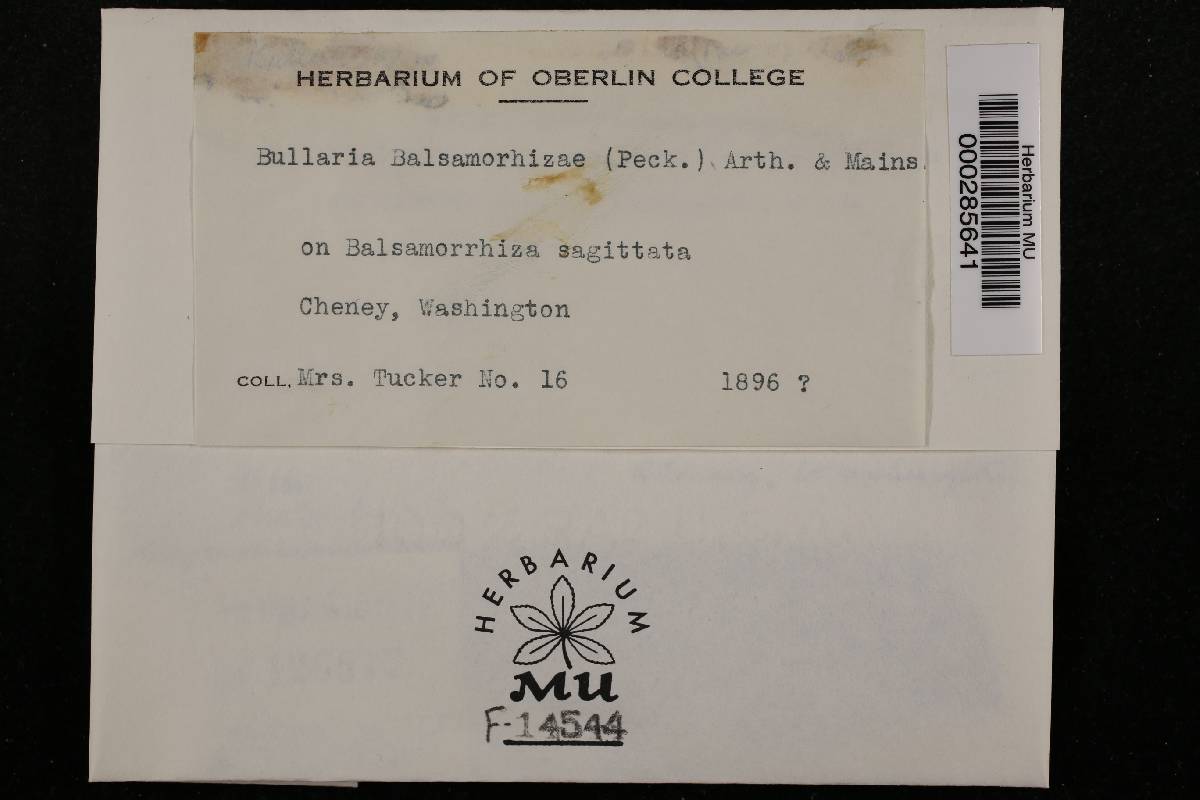 HERBARIUM OF OBERLIN COLLEGE
Bullaria Balsamorhizae (Peck.) Arth. & Mains.
on Balsamorrhiza sagittata
Cheney, Washington
COLL. Mrs. Tucker No. 16 1896 ?
Herbarium MU
000285641
HERBARIUM
MU
F-14544